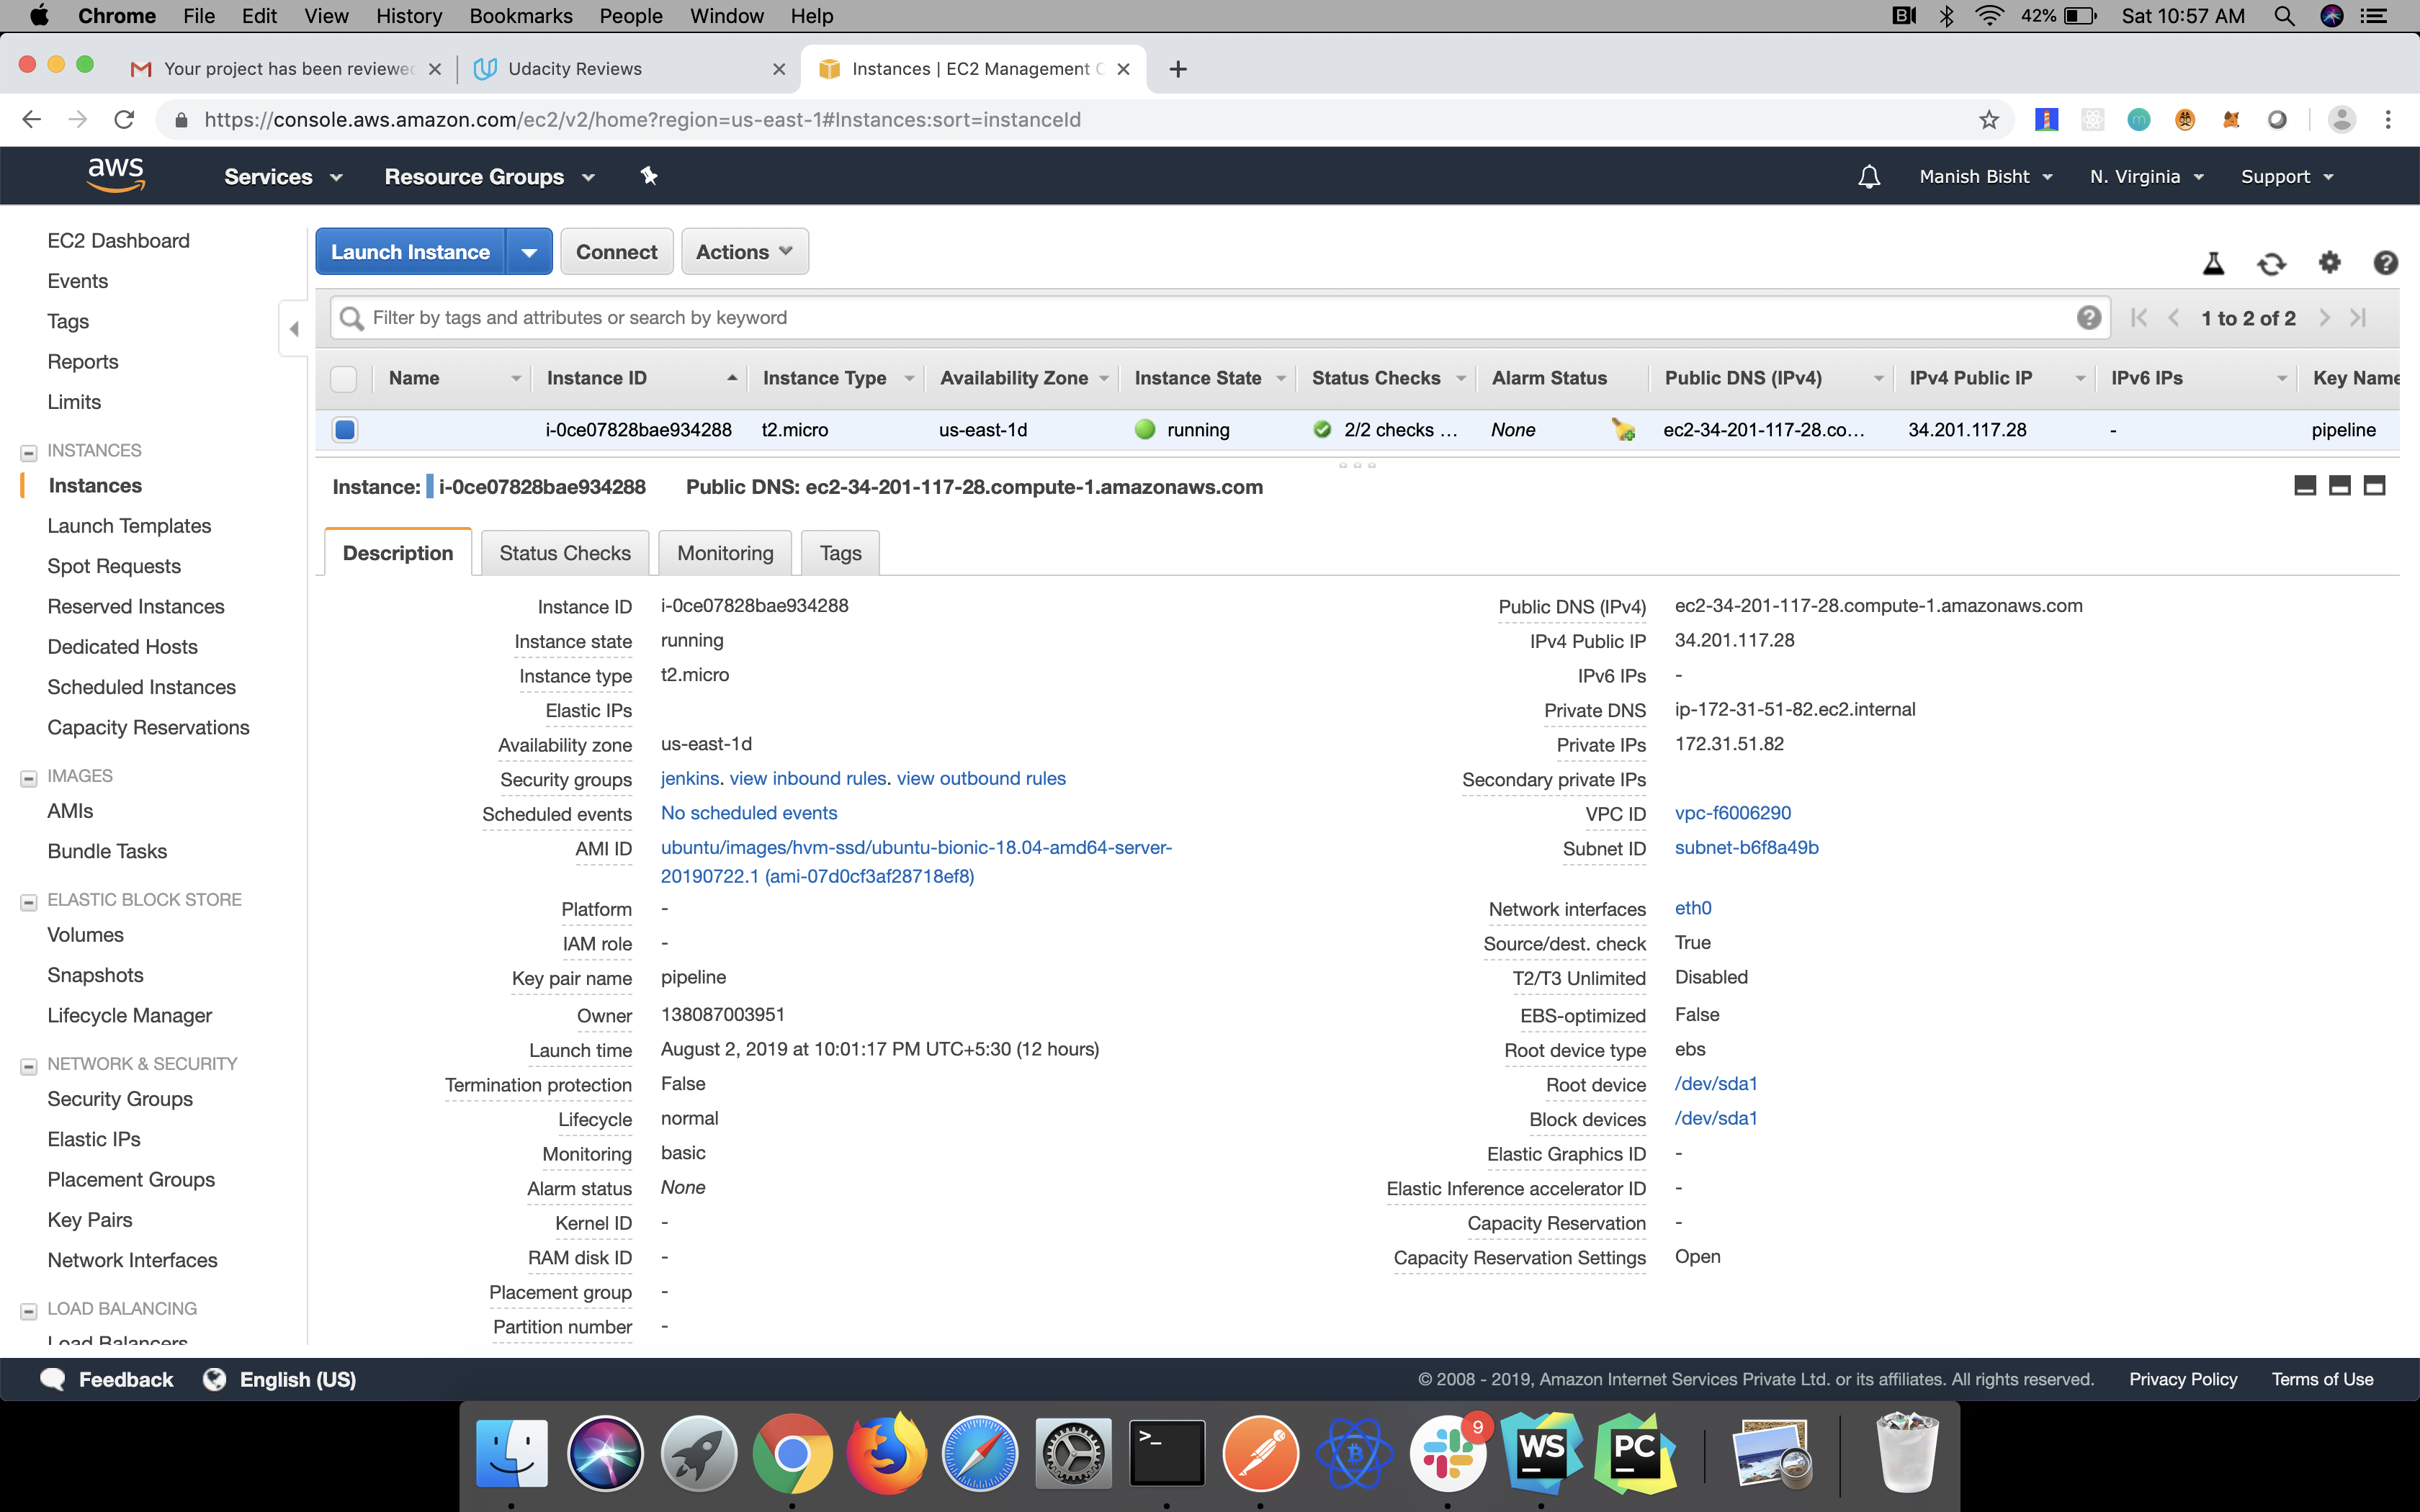 Chrome File Edit View History Bookmarks People Window Help 42% Sat 10:57 AM
Your project has been reviewed Udacity Reviews Instances | EC2 Management C
https://console.aws.amazon.com/ec2/v2/home?region=us-east-1#Instances:sort=instanceId
aws Services Resource Groups Manish Bisht N. Virginia Support
EC2 Dashboard
Events
Tags
Reports
Limits
INSTANCES
Instances
Launch Templates
Spot Requests
Reserved Instances
Dedicated Hosts
Scheduled Instances
Capacity Reservations
IMAGES
AMIs
Bundle Tasks
ELASTIC BLOCK STORE
Volumes
Snapshots
Lifecycle Manager
NETWORK & SECURITY
Security Groups
Elastic IPs
Placement Groups
Key Pairs
Network Interfaces
LOAD BALANCING
Load Balancers
Launch Instance Connect Actions
Filter by tags and attributes or search by keyword 1 to 2 of 2
Name Instance ID Instance Type Availability Zone Instance State Status Checks Alarm Status Public DNS (IPv4) IPv4 Public IP IPv6 IPs Key Name
i-0ce07828bae934288 t2.micro us-east-1d running 2/2 checks ... None ec2-34-201-117-28.co... 34.201.117.28 - pipeline
Instance: i-0ce07828bae934288 Public DNS: ec2-34-201-117-28.compute-1.amazonaws.com
Description Status Checks Monitoring Tags
Instance ID i-0ce07828bae934288
Instance state running
Instance type t2.micro
Elastic IPs
Availability zone us-east-1d
Security groups jenkins. view inbound rules. view outbound rules
Scheduled events No scheduled events
AMI ID ubuntu/images/hvm-ssd/ubuntu-bionic-18.04-amd64-server-
20190722.1 (ami-07d0cf3af28718ef8)
Platform -
IAM role -
Key pair name pipeline
Owner 138087003951
Launch time August 2, 2019 at 10:01:17 PM UTC+5:30 (12 hours)
Termination protection False
Lifecycle normal
Monitoring basic
Alarm status None
Kernel ID -
RAM disk ID -
Placement group -
Partition number -
Public DNS (IPv4) ec2-34-201-117-28.compute-1.amazonaws.com
IPv4 Public IP 34.201.117.28
IPv6 IPs -
Private DNS ip-172-31-51-82.ec2.internal
Private IPs 172.31.51.82
Secondary private IPs
VPC ID vpc-f6006290
Subnet ID subnet-b6f8a49b
Network interfaces eth0
Source/dest. check True
T2/T3 Unlimited Disabled
EBS-optimized False
Root device type ebs
Root device /dev/sda1
Block devices /dev/sda1
Elastic Graphics ID -
Elastic Inference accelerator ID -
Capacity Reservation -
Capacity Reservation Settings Open
Feedback English (US) © 2008 - 2019, Amazon Internet Services Private Ltd. or its affiliates. All rights reserved. Privacy Policy Terms of Use
>_ 9 WS PC